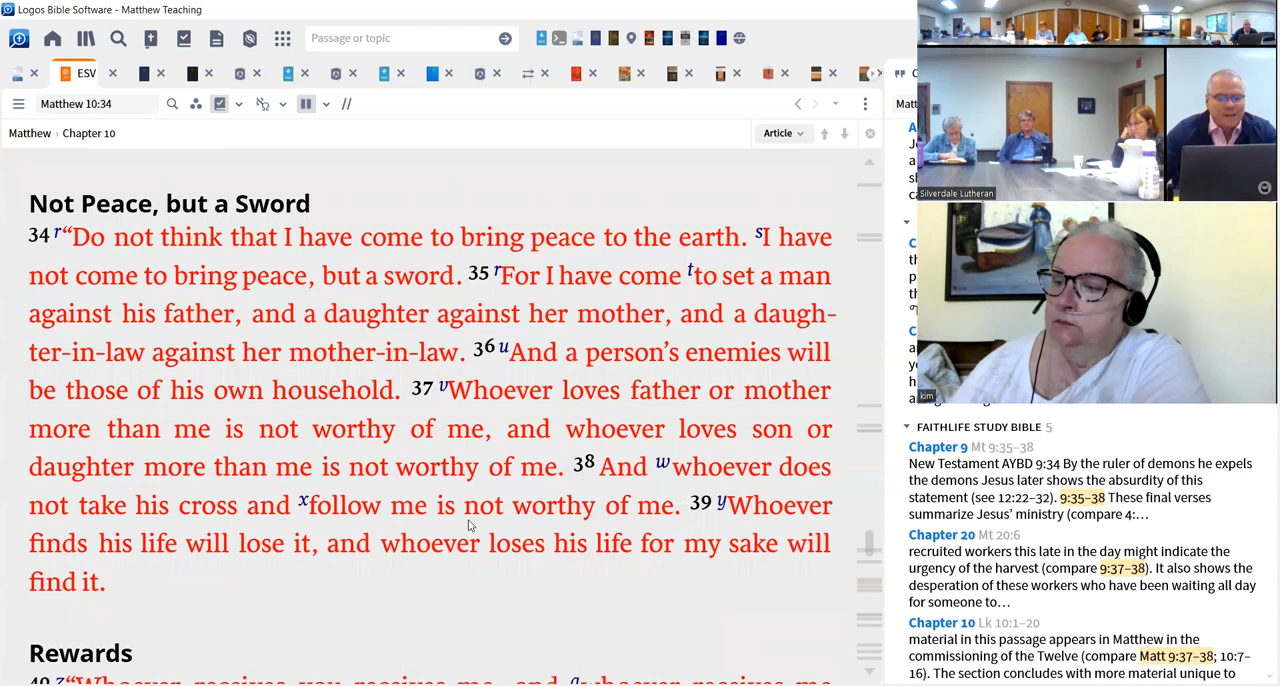 Logos Bible Software - Matthew Teaching
Passage or topic
ESV
Matthew 10:34
Matthew › Chapter 10
Article
Not Peace, but a Sword
34 r“Do not think that I have come to bring peace to the earth. sI have
not come to bring peace, but a sword. 35 rFor I have come tto set a man
against his father, and a daughter against her mother, and a daugh-
ter-in-law against her mother-in-law. 36 uAnd a person’s enemies will
be those of his own household. 37 vWhoever loves father or mother
more than me is not worthy of me, and whoever loves son or
daughter more than me is not worthy of me. 38 And wwhoever does
not take his cross and xfollow me is not worthy of me. 39 yWhoever
finds his life will lose it, and whoever loses his life for my sake will
find it.
Rewards
Silverdale Lutheran
kim
FAITHLIFE STUDY BIBLE 5
Chapter 9 Mt 9:35–38
New Testament AYBD 9:34 By the ruler of demons he expels
the demons Jesus later shows the absurdity of this
statement (see 12:22–32). 9:35–38 These final verses
summarize Jesus’ ministry (compare 4:…
Chapter 20 Mt 20:6
recruited workers this late in the day might indicate the
urgency of the harvest (compare 9:37–38). It also shows the
desperation of these workers who have been waiting all day
for someone to…
Chapter 10 Lk 10:1–20
material in this passage appears in Matthew in the
commissioning of the Twelve (compare Matt 9:37–38; 10:7–
16). The section concludes with more material unique to